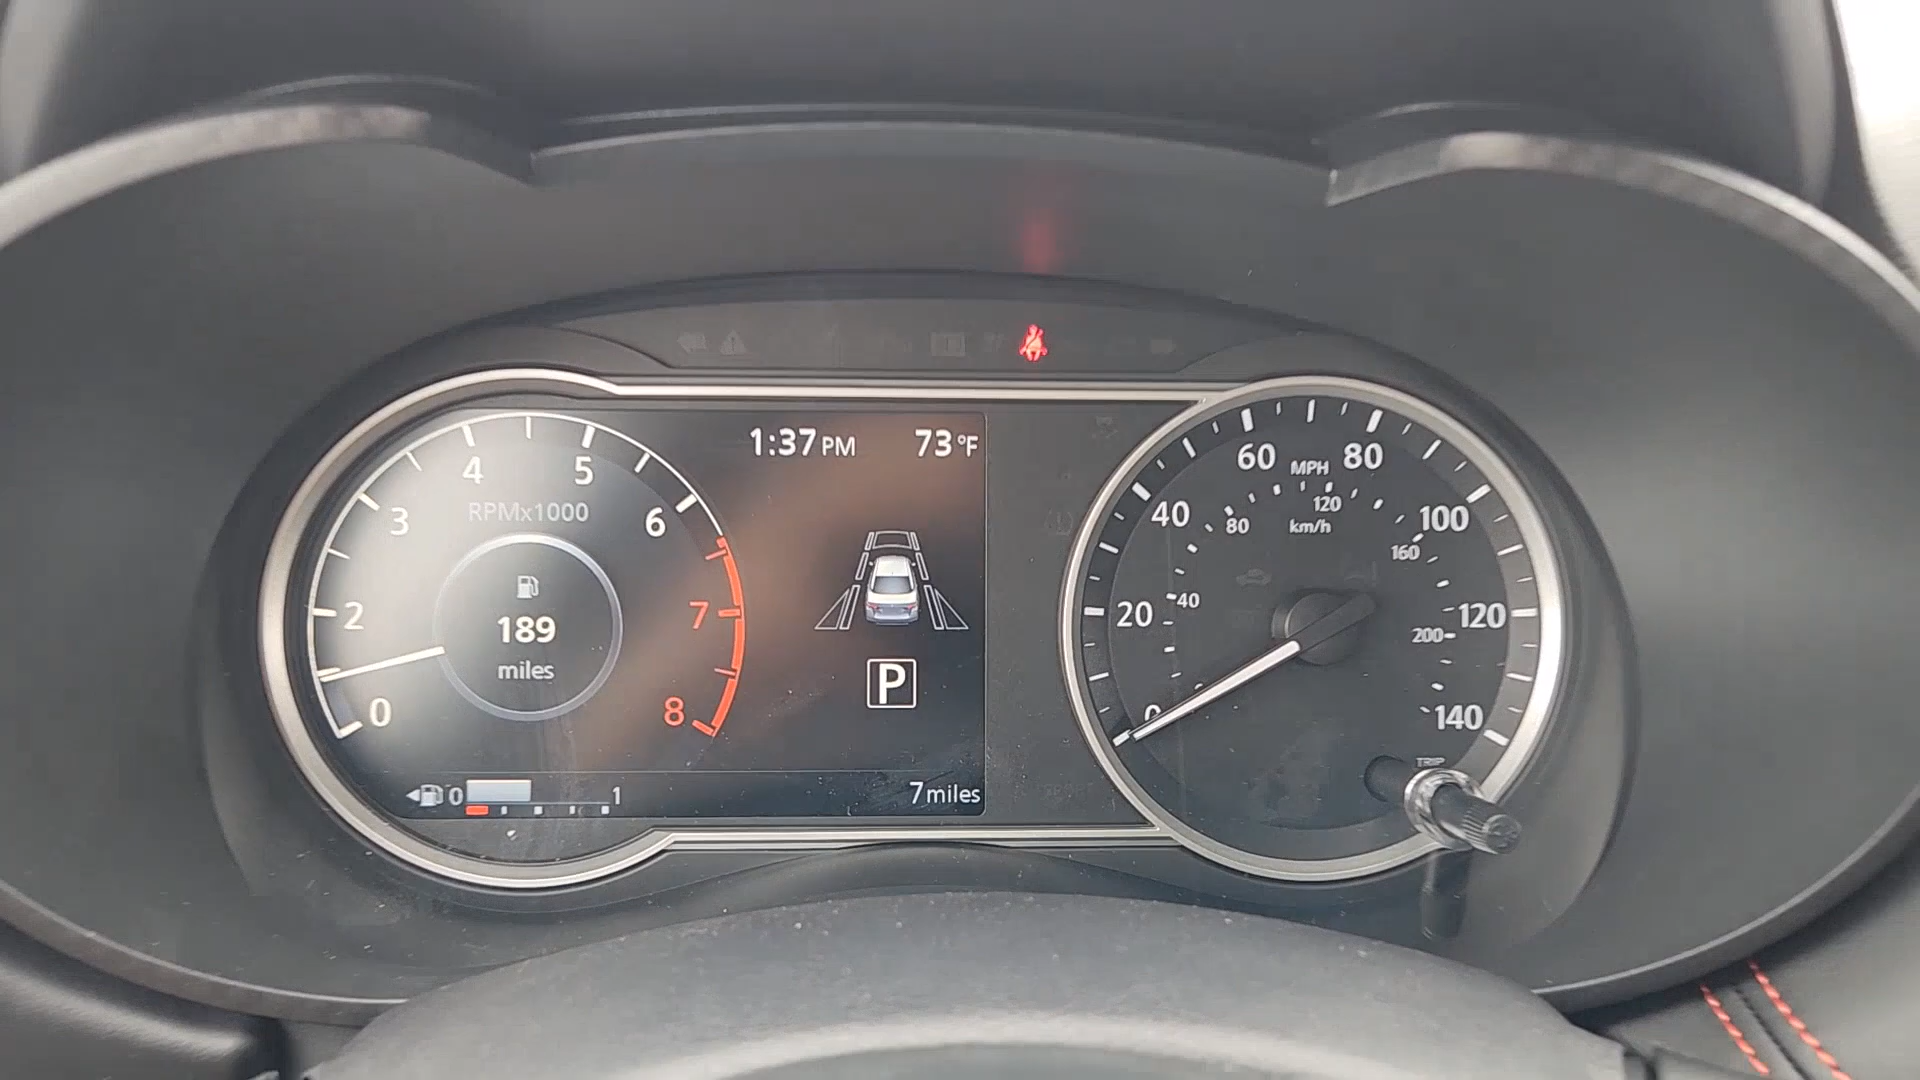 1:37 PM 73°F
4 5
RPMx1000
3 6
2 7
189
miles
0 8
P
0 1
7 miles
60 MPH 80
120
40 80 km/h 100
160
20 40 120
200
0 140
TRIP